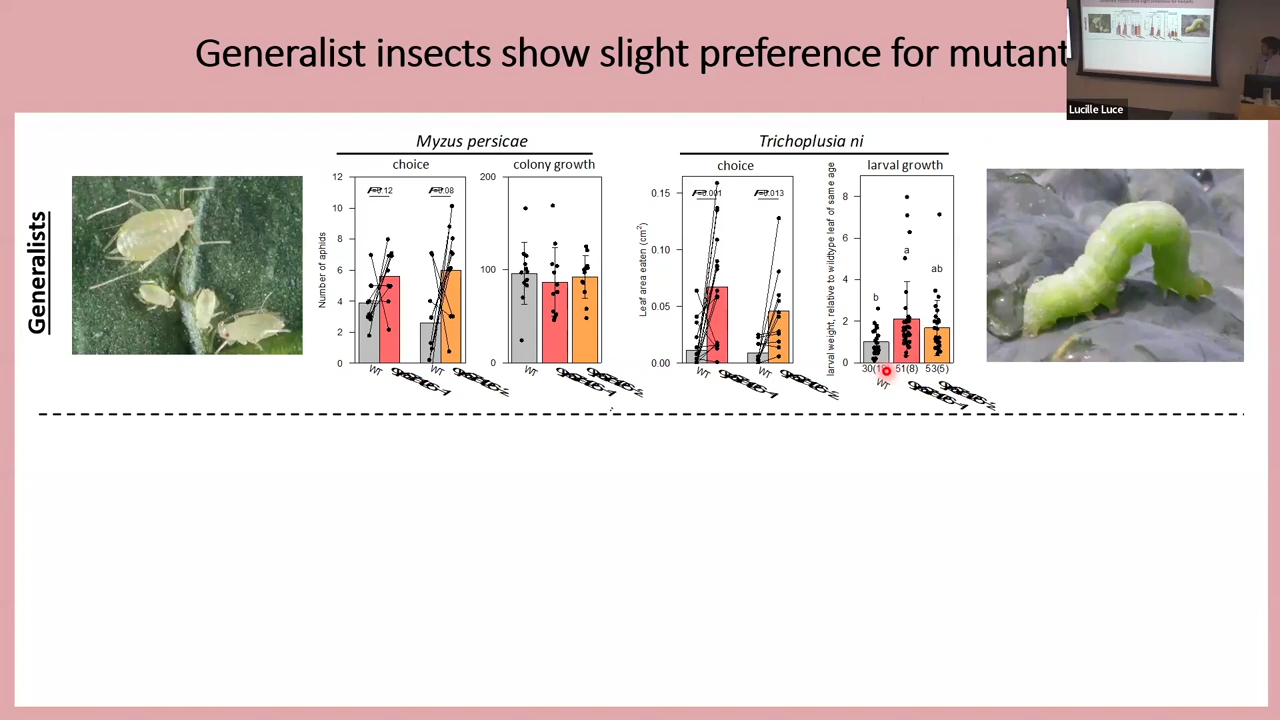 Generalist insects show slight preference for mutant
Lucille Luce
Generalists
Myzus persicae
choice
colony growth
Number of aphids
12
10
8
6
4
2
0
200
100
0
WT
WT
WT
Trichoplusia ni
choice
larval growth
Leaf area eaten (cm²)
0.15
0.10
0.05
0.00
WT
WT
larval weight, relative to wildtype leaf of same age
8
6
4
2
0
b
a
ab
51(8)
53(5)
WT